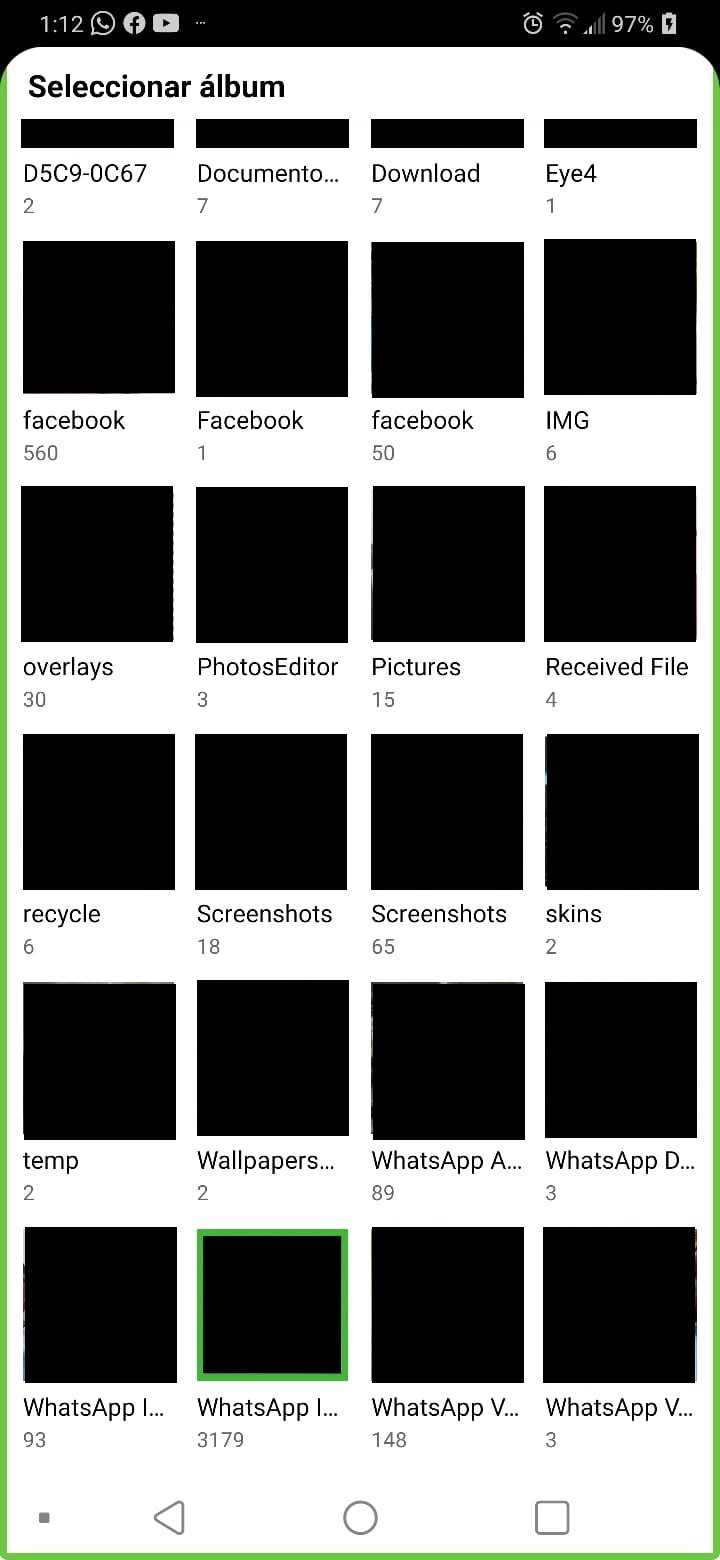 1:12 97%
Seleccionar álbum
D5C9-0C67 Documento... Download Eye4
2 7 7 1
facebook Facebook facebook IMG
560 1 50 6
overlays PhotosEditor Pictures Received File
30 3 15 4
recycle Screenshots Screenshots skins
6 18 65 2
temp Wallpapers... WhatsApp A... WhatsApp D...
2 2 89 3
WhatsApp I... WhatsApp I... WhatsApp V... WhatsApp V...
93 3179 148 3